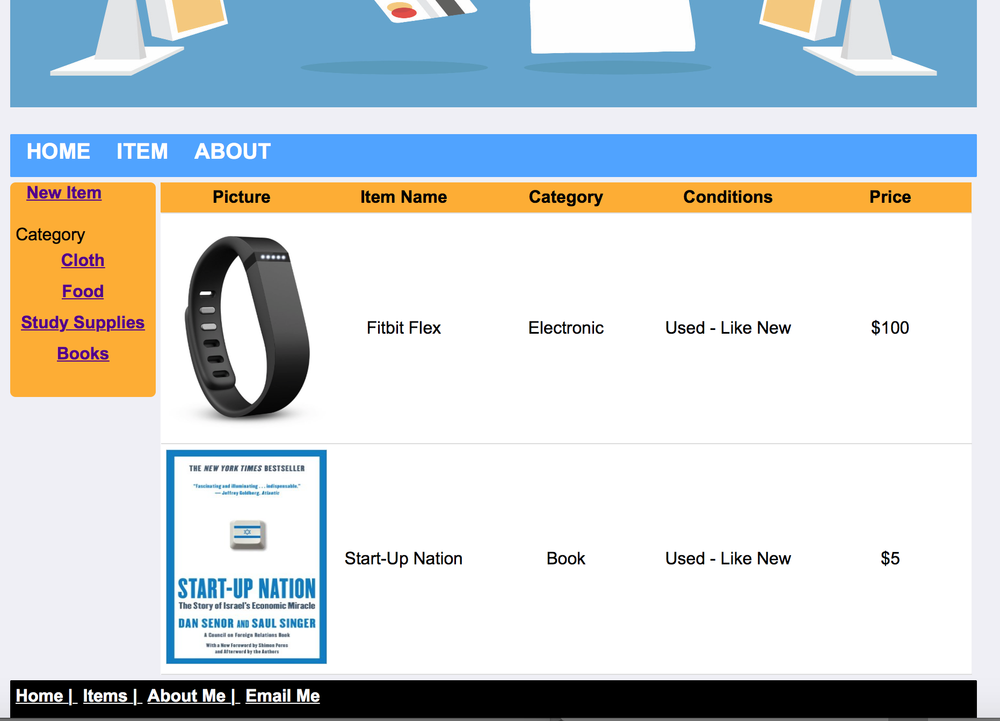 HOME ITEM ABOUT
New Item
Category
Cloth
Food
Study Supplies
Books
Picture Item Name Category Conditions Price
Fitbit Flex Electronic Used - Like New $100
THE NEW YORK TIMES BESTSELLER
"Fascinating and illuminating . . . indispensable."
— Jeffrey Goldberg, Atlantic
START-UP NATION
The Story of Israel's Economic Miracle
DAN SENOR AND SAUL SINGER
A Council on Foreign Relations Book
With a New Foreword by Shimon Peres
and Afterword by the Authors
Start-Up Nation Book Used - Like New $5
Home | Items | About Me | Email Me